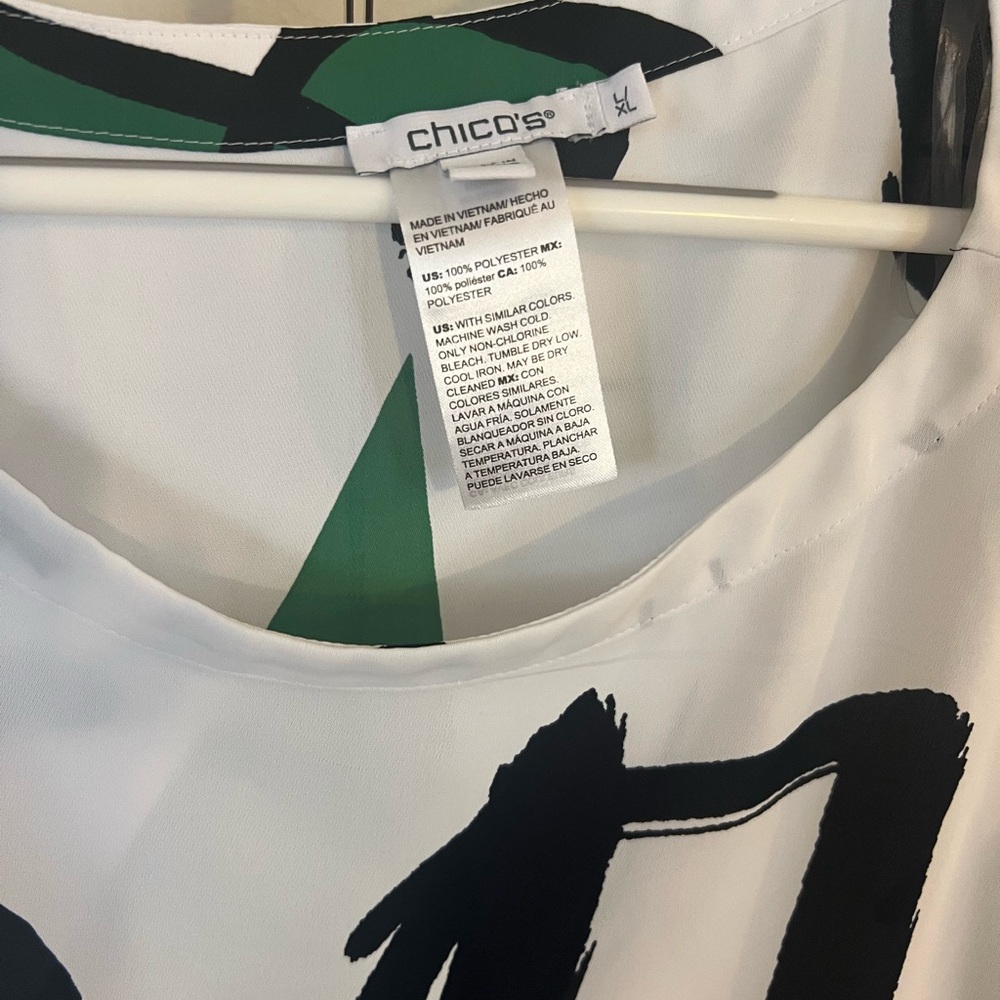 chico's®
L/
XL
MADE IN VIETNAM/ HECHO
EN VIETNAM/ FABRIQUÉ AU
VIETNAM
US: 100% POLYESTER MX:
100% poliéster CA: 100%
POLYESTER
US: WITH SIMILAR COLORS.
MACHINE WASH COLD.
ONLY NON-CHLORINE
BLEACH. TUMBLE DRY LOW.
COOL IRON. MAY BE DRY
CLEANED MX: CON
COLORES SIMILARES.
LAVAR A MÁQUINA CON
AGUA FRÍA. SOLAMENTE
BLANQUEADOR SIN CLORO.
SECAR A MÁQUINA A BAJA
TEMPERATURA. PLANCHAR
A TEMPERATURA BAJA.
PUEDE LAVARSE EN SECO